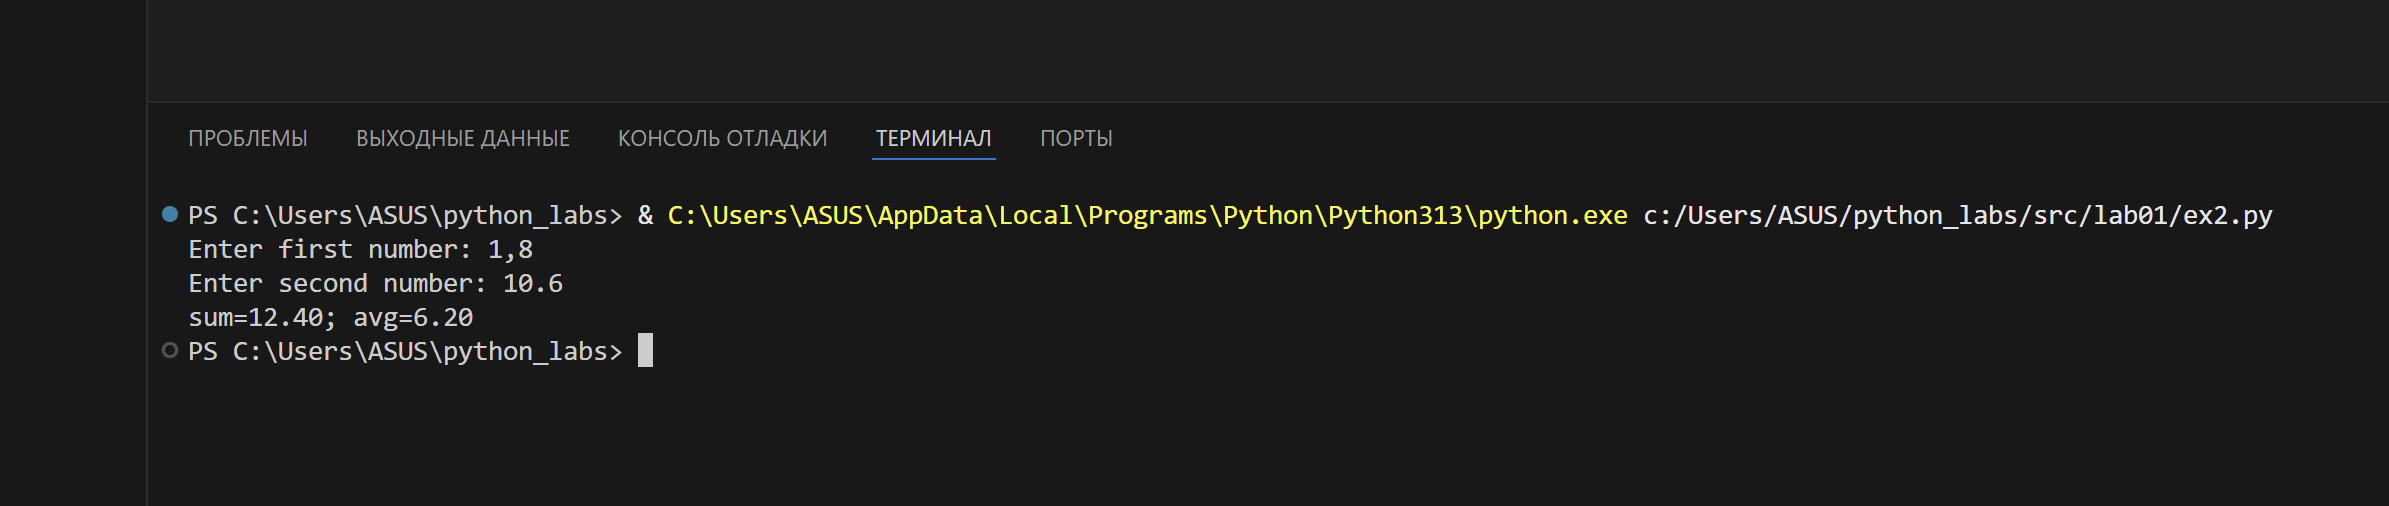 ПРОБЛЕМЫ ВЫХОДНЫЕ ДАННЫЕ КОНСОЛЬ ОТЛАДКИ ТЕРМИНАЛ ПОРТЫ
PS C:\Users\ASUS\python_labs> & C:\Users\ASUS\AppData\Local\Programs\Python\Python313\python.exe c:/Users/ASUS/python_labs/src/lab01/ex2.py
Enter first number: 1,8
Enter second number: 10.6
sum=12.40; avg=6.20
PS C:\Users\ASUS\python_labs>